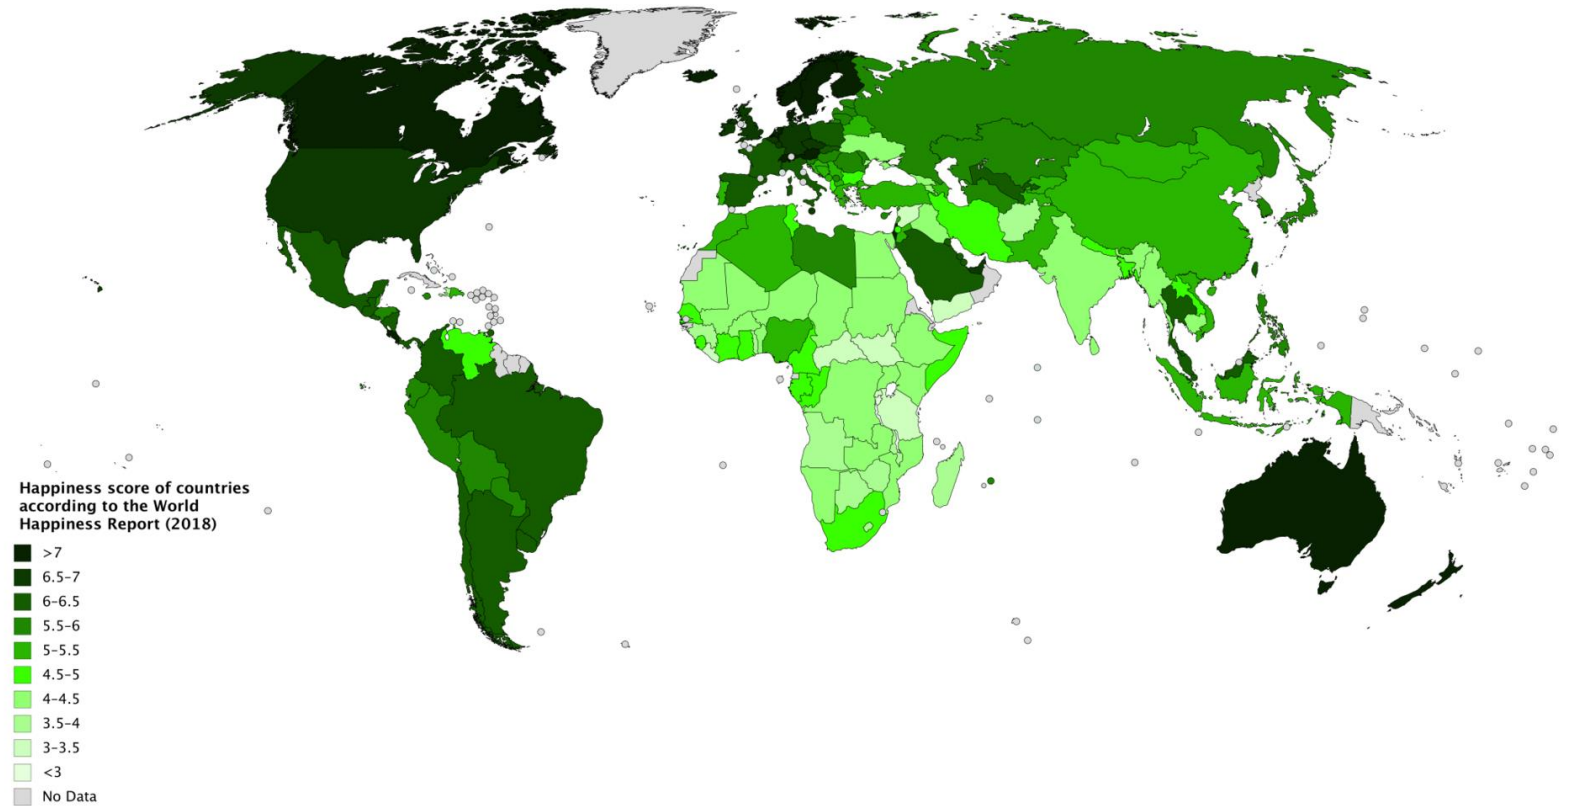 Happiness score of countries
according to the World
Happiness Report (2018)
>7
6.5–7
6–6.5
5.5–6
5–5.5
4.5–5
4–4.5
3.5–4
3–3.5
<3
No Data